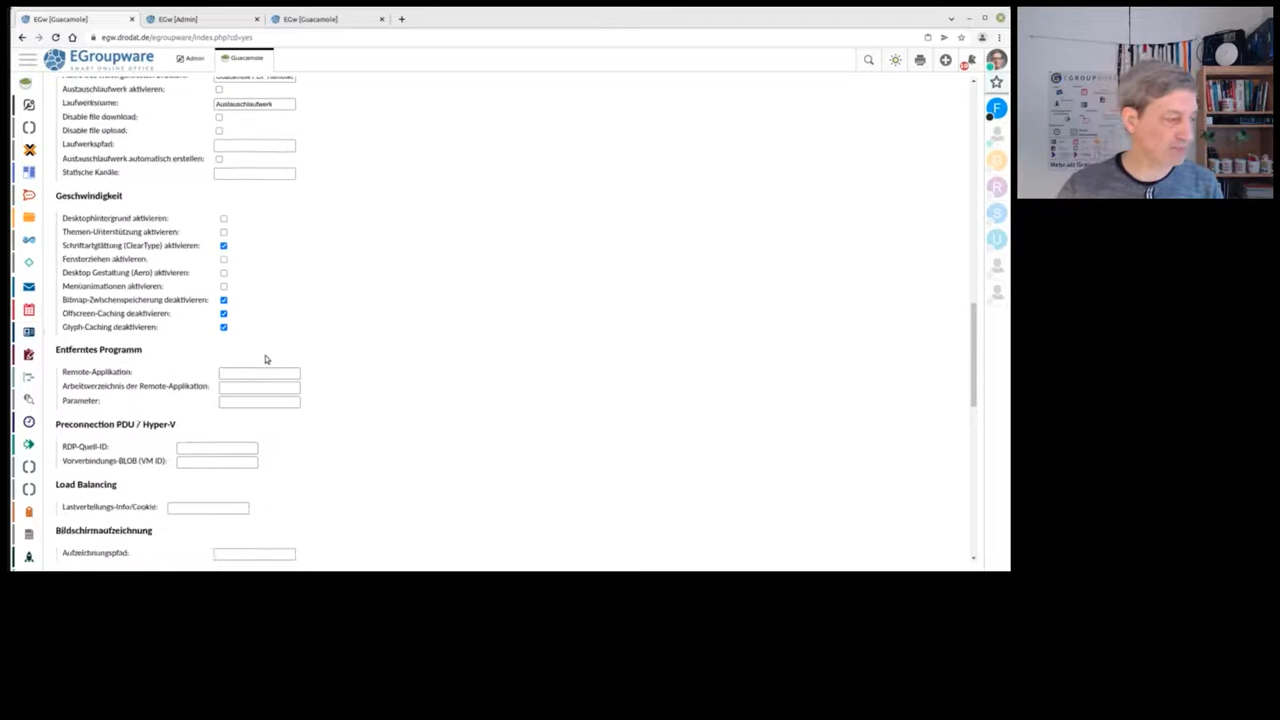 EGw [Guacamole]
EGw [Admin]
EGw [Guacamole]
egw.drodat.de/egroupware/index.php?cd=yes
EGroupware
SMART ONLINE OFFICE
Admin
Guacamole
Austauschlaufwerk aktivieren:
Laufwerksname:
Austauschlaufwerk
Disable file download:
Disable file upload:
Laufwerkspfad:
Austauschlaufwerk automatisch erstellen:
Statische Kanäle:
Geschwindigkeit
Desktophintergrund aktivieren:
Themen-Unterstützung aktivieren:
Schriftartglättung (ClearType) aktivieren:
Fensterziehen aktivieren:
Desktop Gestaltung (Aero) aktivieren:
Menüanimationen aktivieren:
Bitmap-Zwischenspeicherung deaktivieren:
Offscreen-Caching deaktivieren:
Glyph-Caching deaktivieren:
Entferntes Programm
Remote-Applikation:
Arbeitsverzeichnis der Remote-Applikation:
Parameter:
Preconnection PDU / Hyper-V
RDP-Quell-ID:
Vorverbindungs-BLOB (VM ID):
Load Balancing
Lastverteilungs-Info/Cookie:
Bildschirmaufzeichnung
Aufzeichnungspfad:
F
G
R
S
U